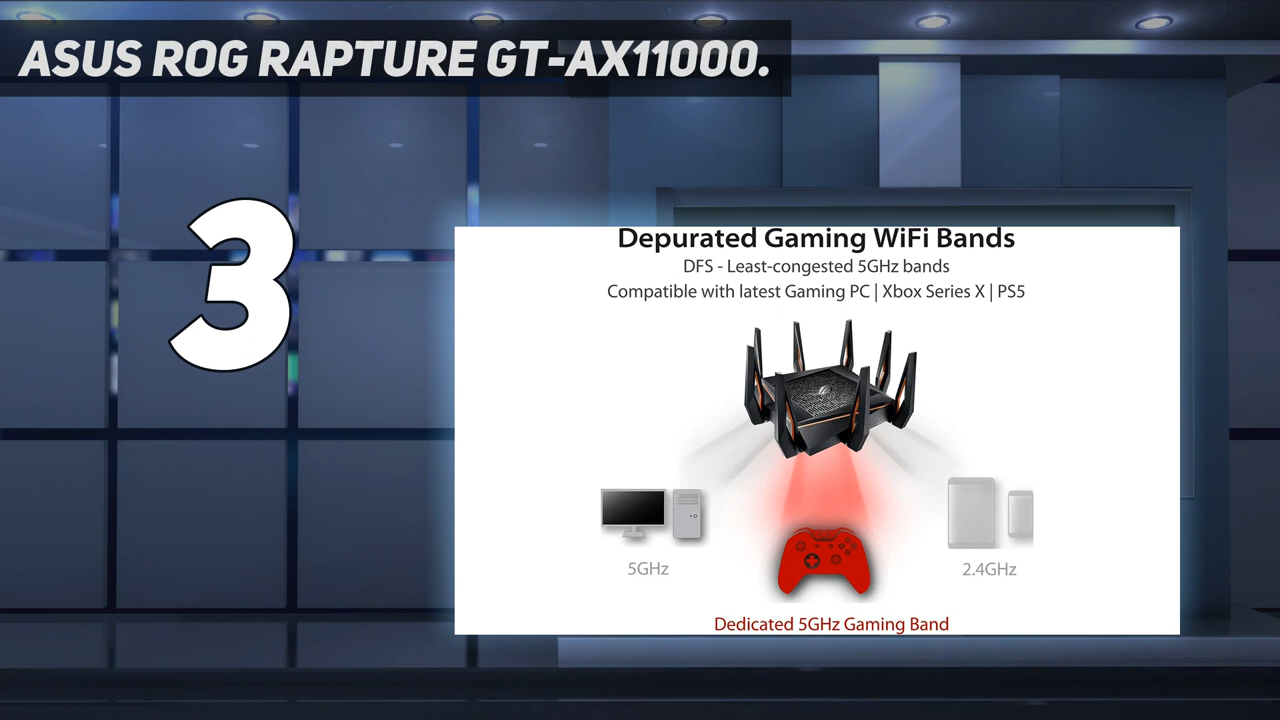 ASUS ROG RAPTURE GT-AX11000.
3
Depurated Gaming WiFi Bands
DFS - Least-congested 5GHz bands
Compatible with latest Gaming PC | Xbox Series X | PS5
5GHz
2.4GHz
Dedicated 5GHz Gaming Band